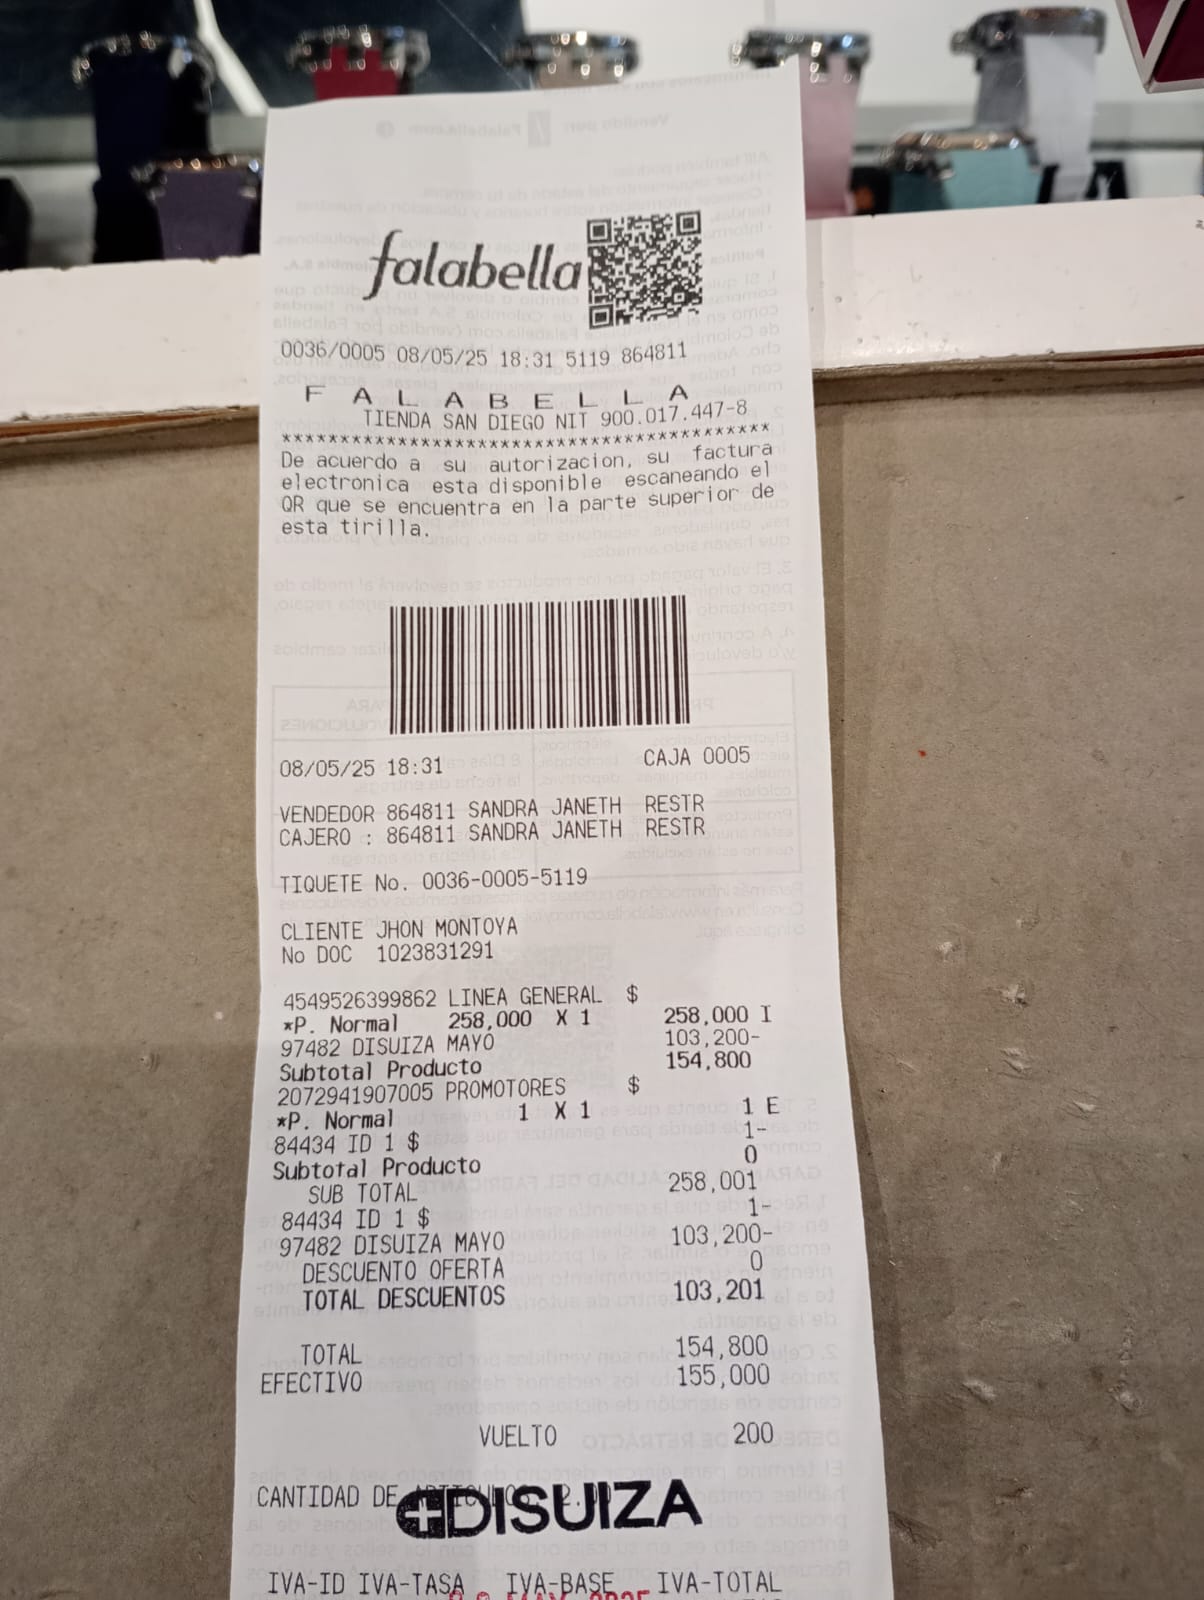 falabella
0036/0005 08/05/25 18:31 5119 864811
F A L A B E L L A
TIENDA SAN DIEGO NIT 900.017.447-8
******************************************
De acuerdo a su autorizacion, su factura
electronica esta disponible escaneando el
QR que se encuentra en la parte superior de
esta tirilla.
08/05/25 18:31 CAJA 0005
VENDEDOR 864811 SANDRA JANETH RESTR
CAJERO : 864811 SANDRA JANETH RESTR
TIQUETE No. 0036-0005-5119
CLIENTE JHON MONTOYA
No DOC 1023831291
4549526399862 LINEA GENERAL $
*P. Normal 258,000 X 1 258,000 I
97482 DISUIZA MAYO 103,200-
Subtotal Producto 154,800
2072941907005 PROMOTORES $
*P. Normal 1 X 1 1 E
84434 ID 1 $ 1-
Subtotal Producto 0
SUB TOTAL 258,001
84434 ID 1 $ 1-
97482 DISUIZA MAYO 103,200-
DESCUENTO OFERTA 0
TOTAL DESCUENTOS 103,201
TOTAL 154,800
EFECTIVO 155,000
VUELTO 200
CANTIDAD DE ARTICULOS 2.
DISUIZA
IVA-ID IVA-TASA IVA-BASE IVA-TOTAL